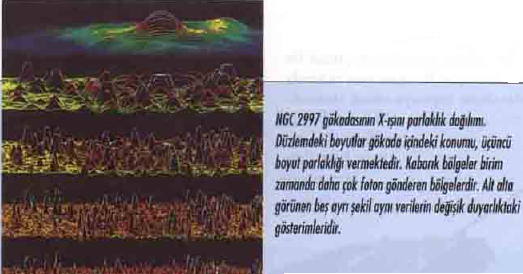 NGC 2997 gökadasının X-ışını parlaklık dağılımı.
Düzlemdeki boyutlar gökada içindeki konumu, üçüncü
boyut parlaklığı vermektedir. Kabarık bölgeler birim
zamanda daha çok foton gönderen bölgelerdir. Alt alta
görünen beş ayrı şekil aynı verilerin değişik duyarlıktaki
gösterimleridir.